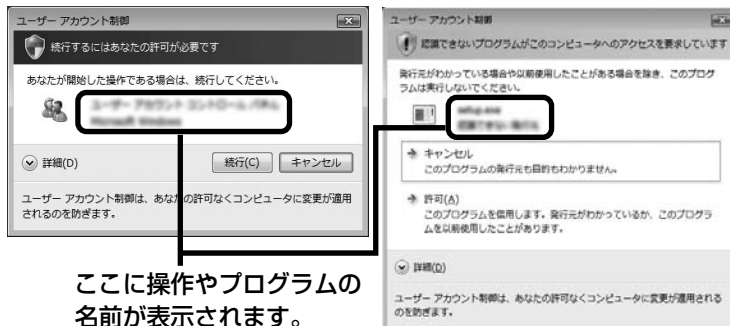 ユーザー アカウント制御
続行するにはあなたの許可が必要です
あなたが開始した操作である場合は、続行してください。
ユーザー アカウント コントロール パネル
Microsoft Windows
詳細(D)
続行(C)
キャンセル
ユーザー アカウント制御は、あなたの許可なくコンピュータに変更が適用
されるのを防ぎます。
ユーザー アカウント制御
認識できないプログラムがこのコンピュータへのアクセスを要求しています
発行元がわかっている場合や以前使用したことがある場合を除き、このプログ
ラムは実行しないでください。
setup.exe
認識できない発行元
キャンセル
このプログラムの発行元も目的もわかりません。
許可(A)
このプログラムを信用します。発行元がわかっているか、このプログラ
ムを以前使用したことがあります。
詳細(D)
ユーザー アカウント制御は、あなたの許可なくコンピュータに変更が適用される
のを防ぎます。
ここに操作やプログラムの
名前が表示されます。